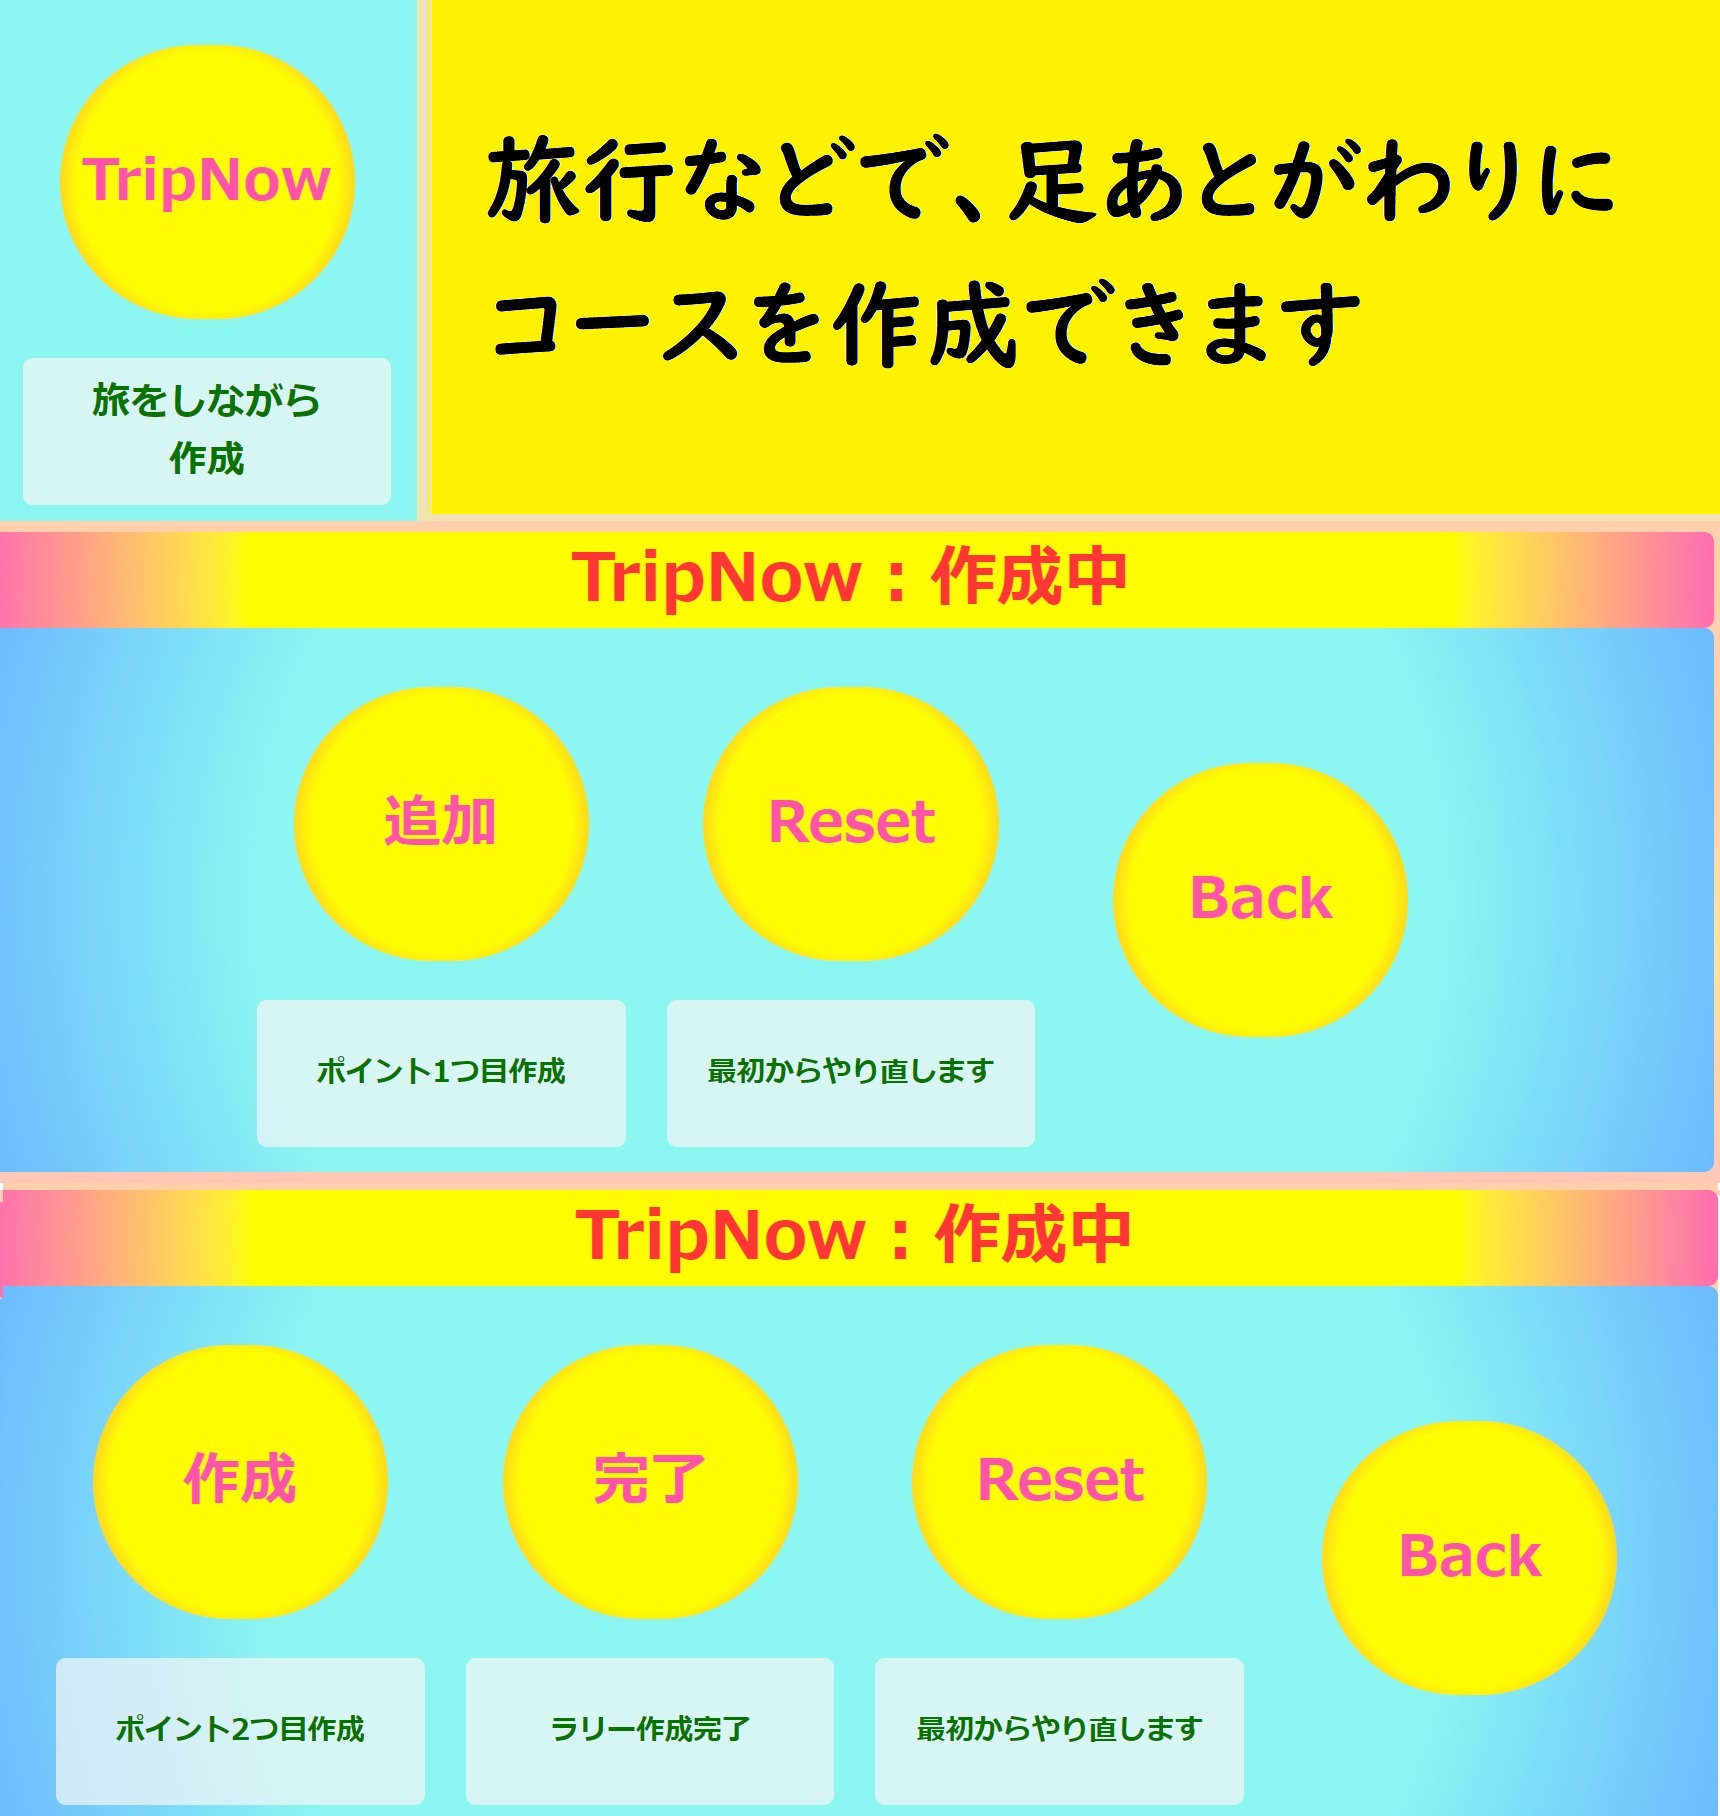 TripNow
旅をしながら
作成
旅行などで、足あとがわりに
コースを作成できます
TripNow：作成中
追加
Reset
Back
ポイント1つ目作成
最初からやり直します
TripNow：作成中
作成
完了
Reset
Back
ポイント2つ目作成
ラリー作成完了
最初からやり直します